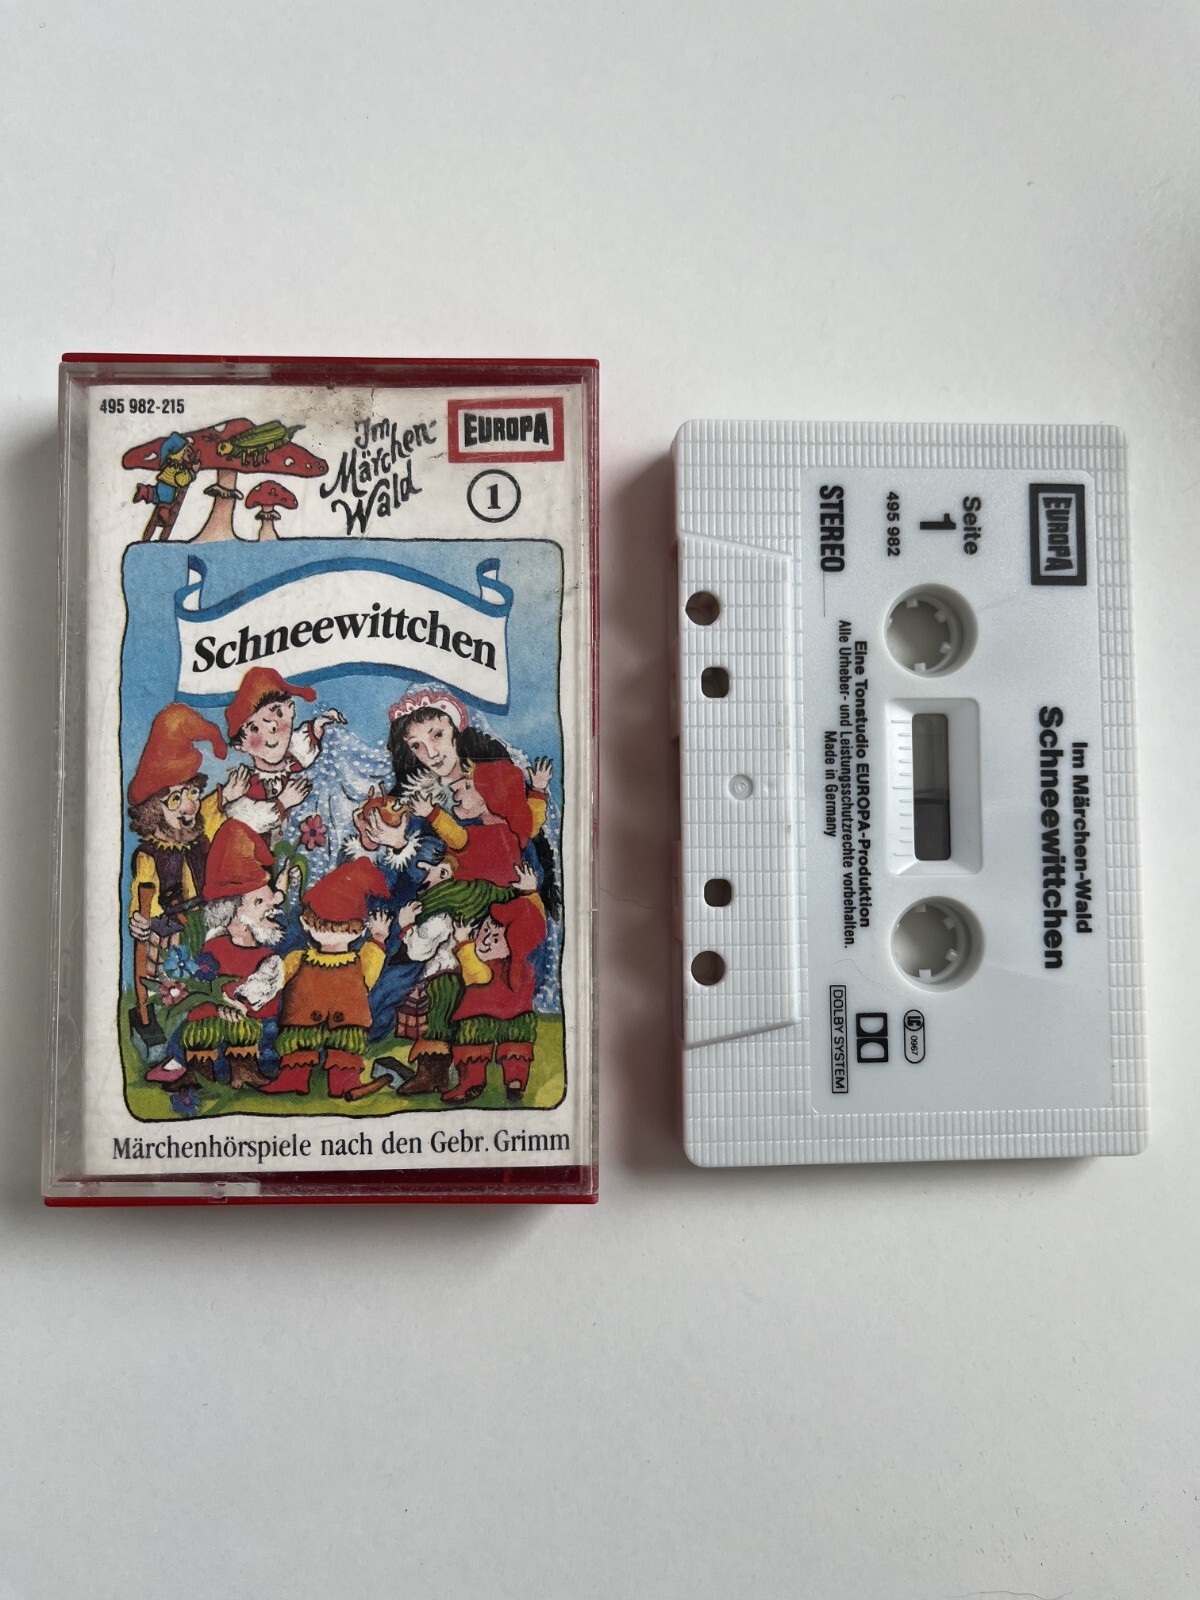 495 982-215
Im
Märchen-
Wald
EUROPA
1
Schneewittchen
Märchenhörspiele nach den Gebr. Grimm
EUROPA
Im Märchen-Wald
Schneewittchen
Seite
1
495 982
STEREO
Eine Tonstudio EUROPA-Produktion
Alle Urheber- und Leistungsschutzrechte vorbehalten.
Made in Germany
LC 0967
DOLBY SYSTEM